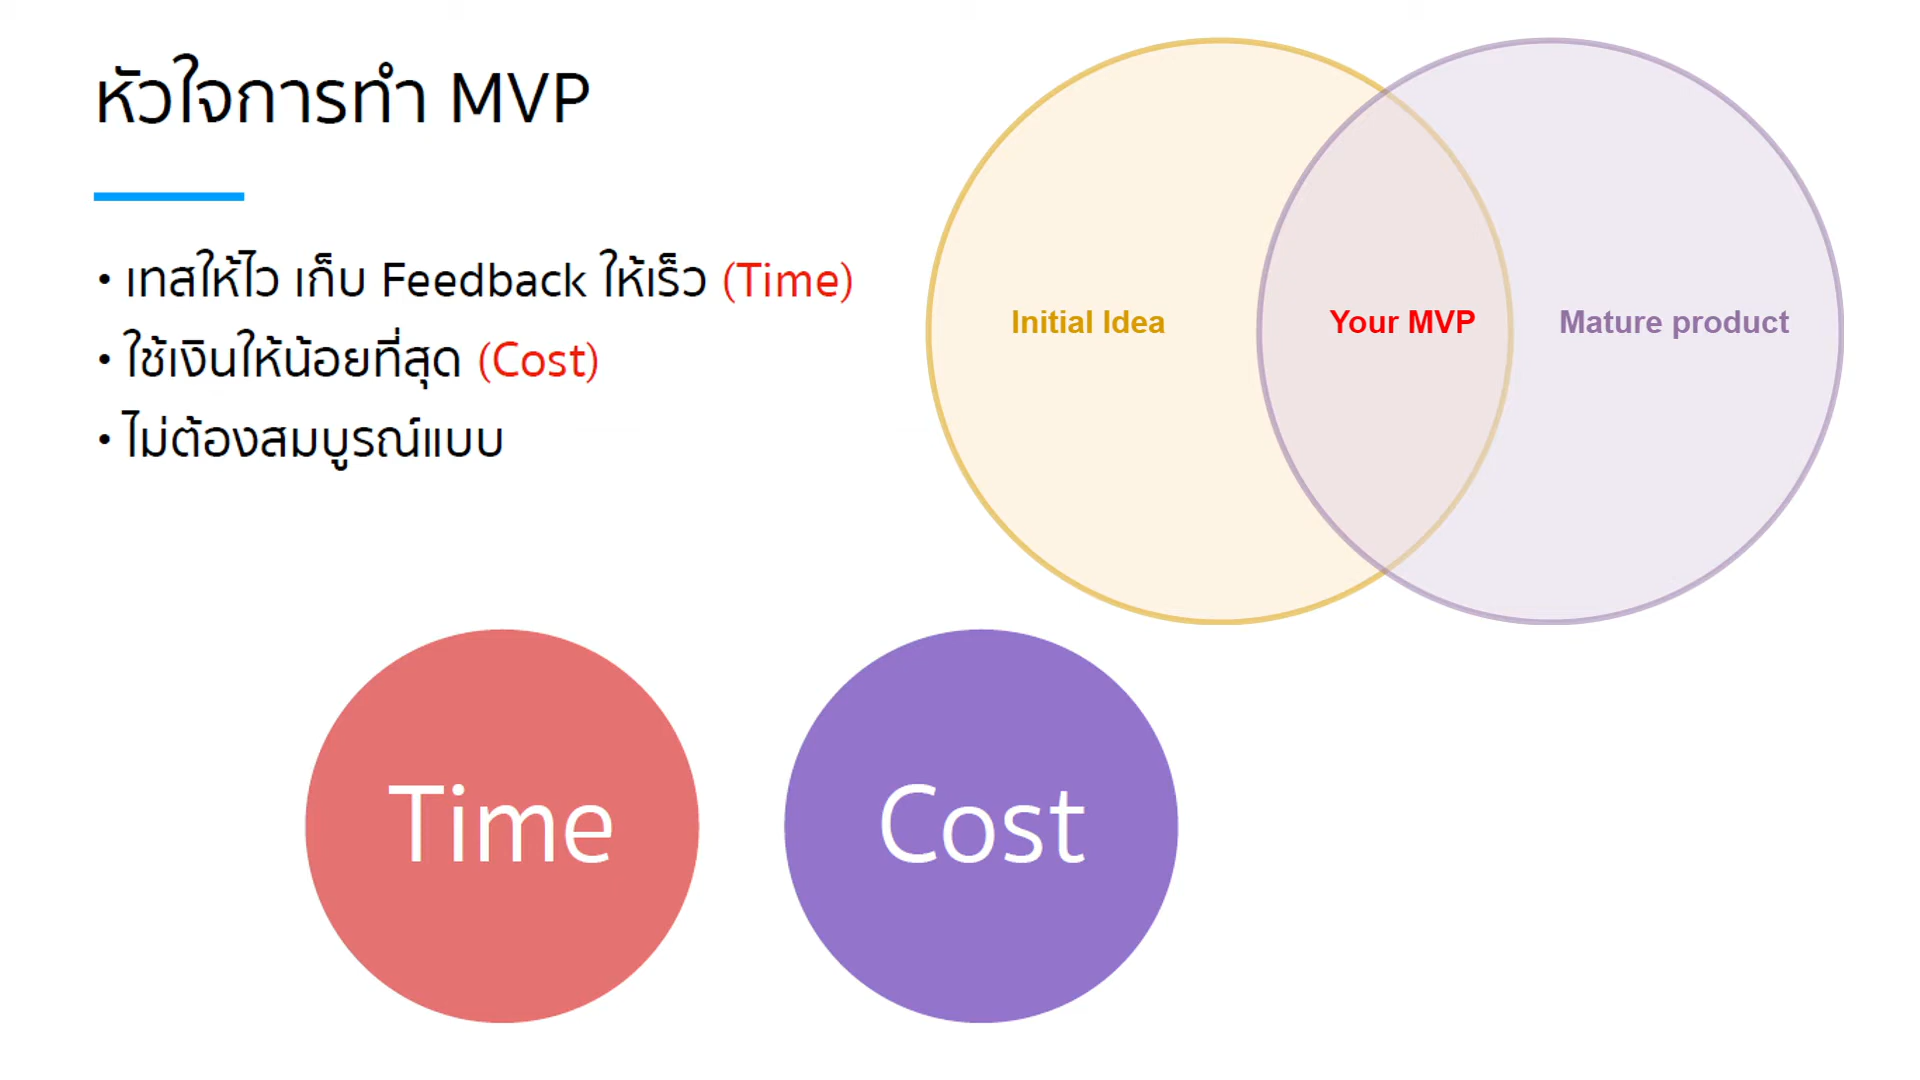 หัวใจการทำ MVP
• เทสให้ไว เก็บ Feedback ให้เร็ว (Time)
• ใช้เงินให้น้อยที่สุด (Cost)
• ไม่ต้องสมบูรณ์แบบ
Initial Idea
Your MVP
Mature product
Time
Cost